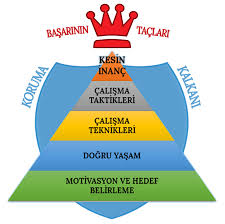 BAŞARININ TAÇLARI
KORUMA KALKANI
KESİN
İNANÇ
ÇALIŞMA
TAKTİKLERİ
ÇALIŞMA
TEKNİKLERİ
DOĞRU YAŞAM
MOTİVASYON VE HEDEF
BELİRLEME